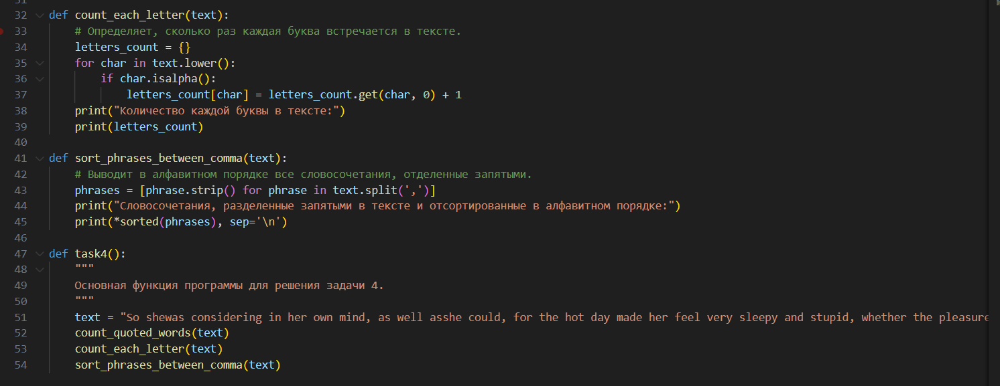 31
32 def count_each_letter(text):
33 # Определяет, сколько раз каждая буква встречается в тексте.
34 letters_count = {}
35 for char in text.lower():
36 if char.isalpha():
37 letters_count[char] = letters_count.get(char, 0) + 1
38 print("Количество каждой буквы в тексте:")
39 print(letters_count)
40
41 def sort_phrases_between_comma(text):
42 # Выводит в алфавитном порядке все словосочетания, отделенные запятыми.
43 phrases = [phrase.strip() for phrase in text.split(',')]
44 print("Словосочетания, разделенные запятыми в тексте и отсортированные в алфавитном порядке:")
45 print(*sorted(phrases), sep='\n')
46
47 def task4():
48 """
49 Основная функция программы для решения задачи 4.
50 """
51 text = "So shewas considering in her own mind, as well asshe could, for the hot day made her feel very sleepy and stupid, whether the pleasure
52 count_quoted_words(text)
53 count_each_letter(text)
54 sort_phrases_between_comma(text)